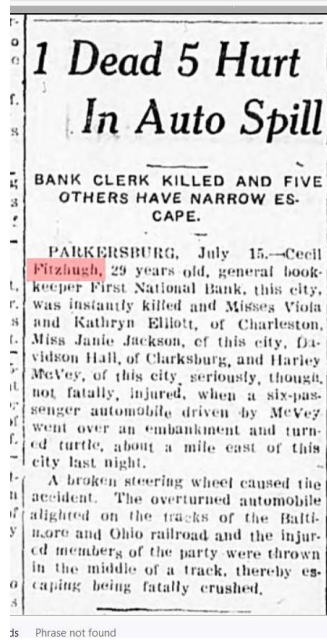 1 Dead 5 Hurt
In Auto Spill
BANK CLERK KILLED AND FIVE
OTHERS HAVE NARROW ES-
CAPE.
PARKERSBURG, July 15.—Cecil
Fitzhugh, 29 years old, general book-
keeper First National Bank, this city,
was instantly killed and Misses Viola
and Kathryn Elliott, of Charleston,
Miss Janie Jackson, of this city, Da-
vidson Hall, of Clarksburg, and Harley
McVey, of this city, seriously, though,
not fatally, injured, when a six-pas-
senger automobile driven by McVey
went over an embankment and turn-
ed turtle, about a mile east of this
city last night.
A broken steering wheel caused the
accident. The overturned automobile
alighted on the tracks of the Balti-
more and Ohio railroad and the injur-
ed members of the party were thrown
in the middle of a track, thereby es-
caping being fatally crushed.
ds Phrase not found